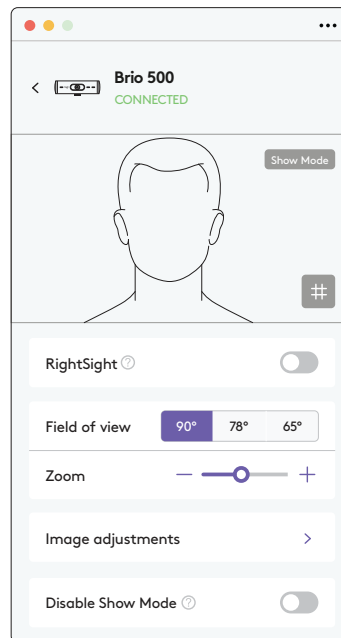 Brio 500
CONNECTED
Show Mode
RightSight
Field of view 90° 78° 65°
Zoom
Image adjustments
Disable Show Mode